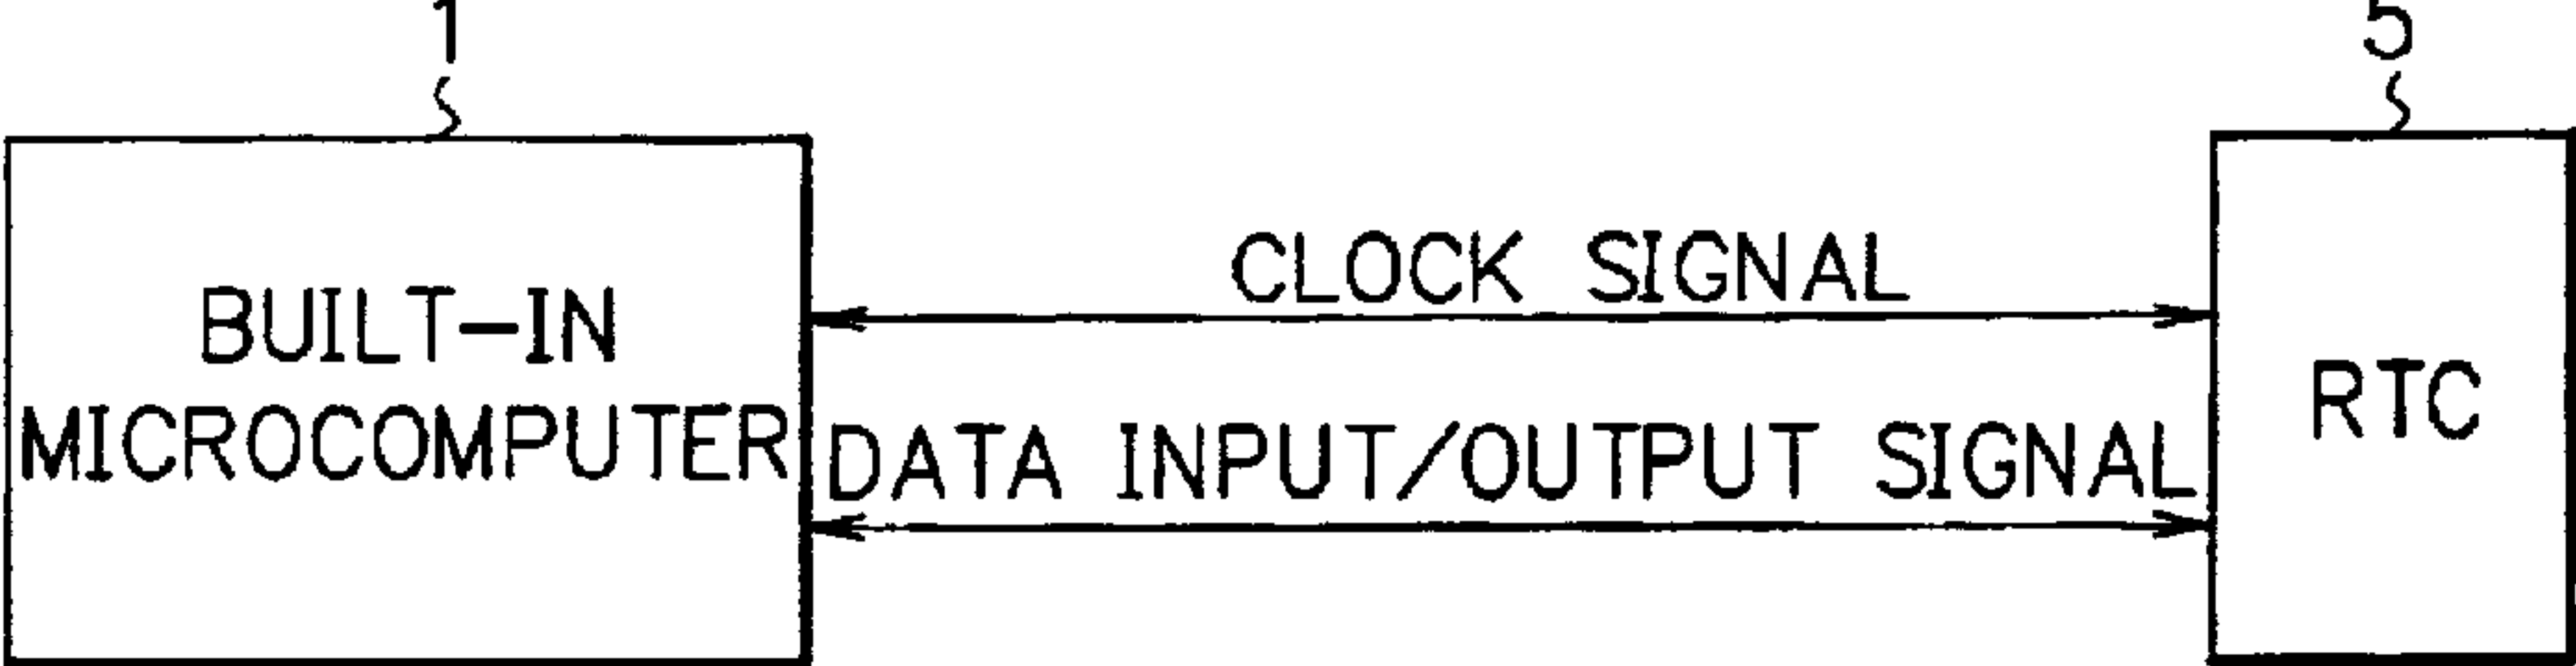 1
5
BUILT-IN
MICROCOMPUTER
CLOCK SIGNAL
DATA INPUT/OUTPUT SIGNAL
RTC